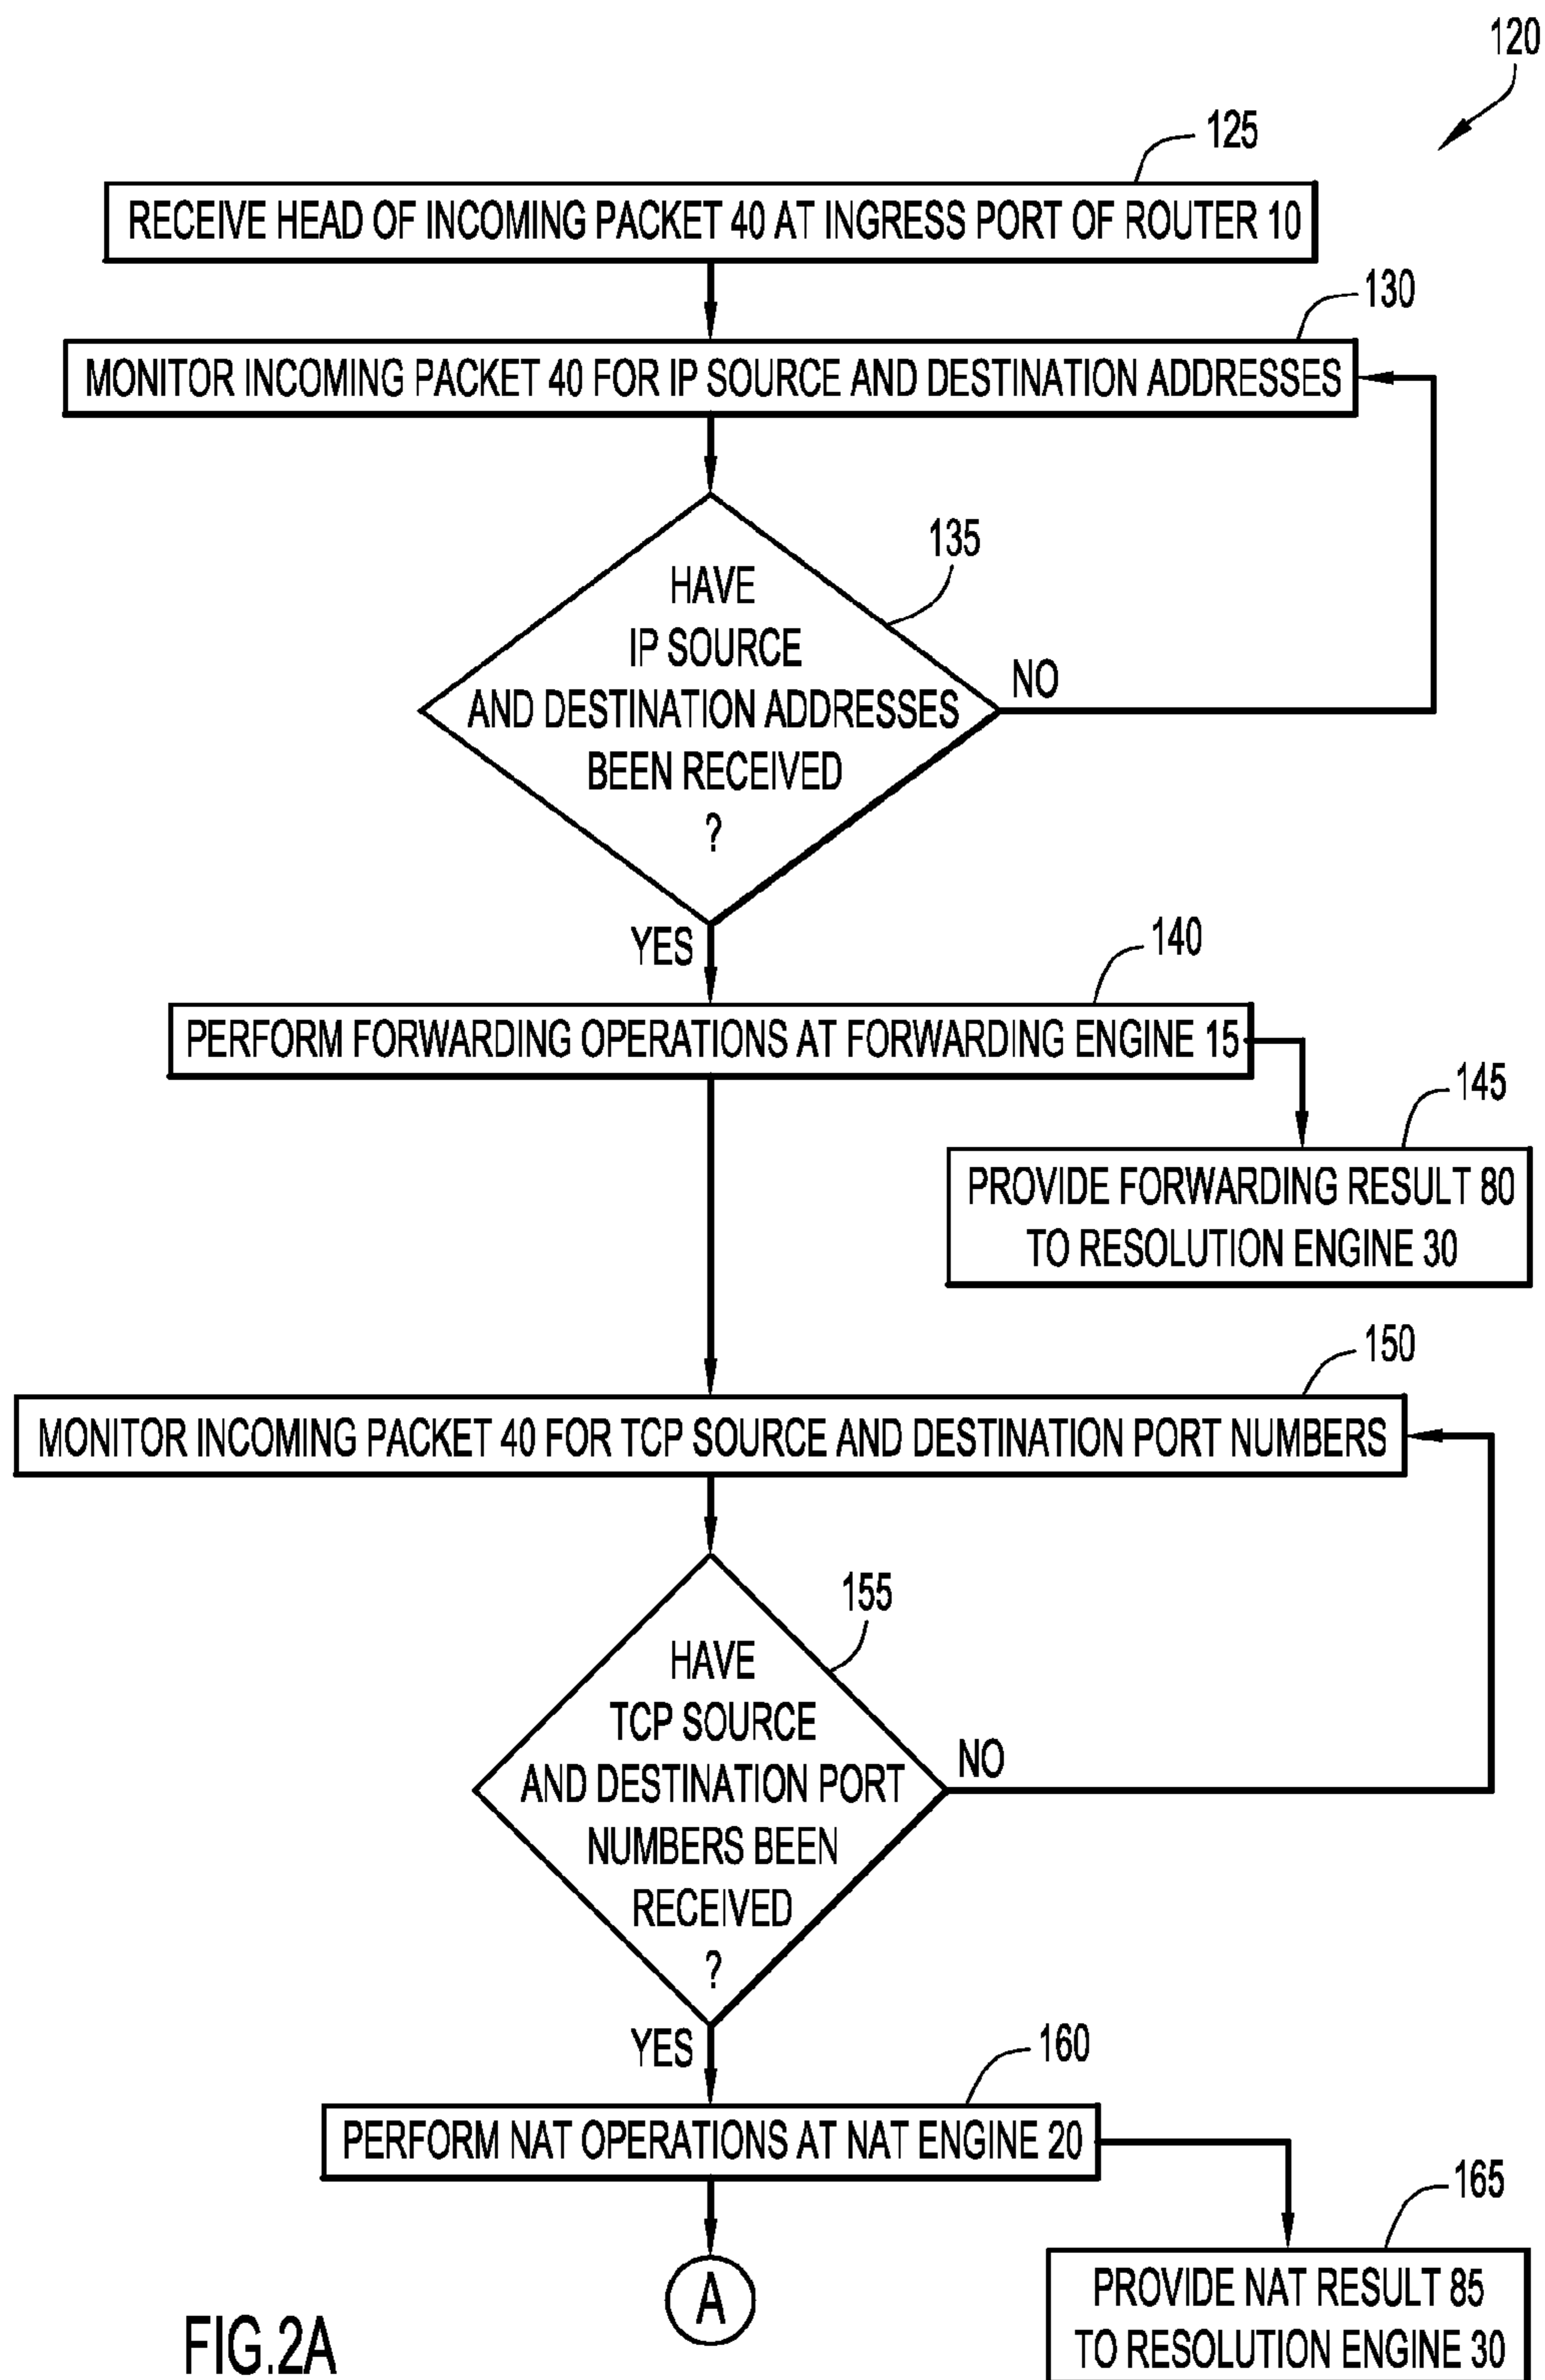 120
125
RECEIVE HEAD OF INCOMING PACKET 40 AT INGRESS PORT OF ROUTER 10
130
MONITOR INCOMING PACKET 40 FOR IP SOURCE AND DESTINATION ADDRESSES
135
HAVE
IP SOURCE
AND DESTINATION ADDRESSES
BEEN RECEIVED
?
NO
YES
140
PERFORM FORWARDING OPERATIONS AT FORWARDING ENGINE 15
145
PROVIDE FORWARDING RESULT 80
TO RESOLUTION ENGINE 30
150
MONITOR INCOMING PACKET 40 FOR TCP SOURCE AND DESTINATION PORT NUMBERS
155
HAVE
TCP SOURCE
AND DESTINATION PORT
NUMBERS BEEN
RECEIVED
?
NO
YES
160
PERFORM NAT OPERATIONS AT NAT ENGINE 20
165
PROVIDE NAT RESULT 85
TO RESOLUTION ENGINE 30
A
FIG.2A